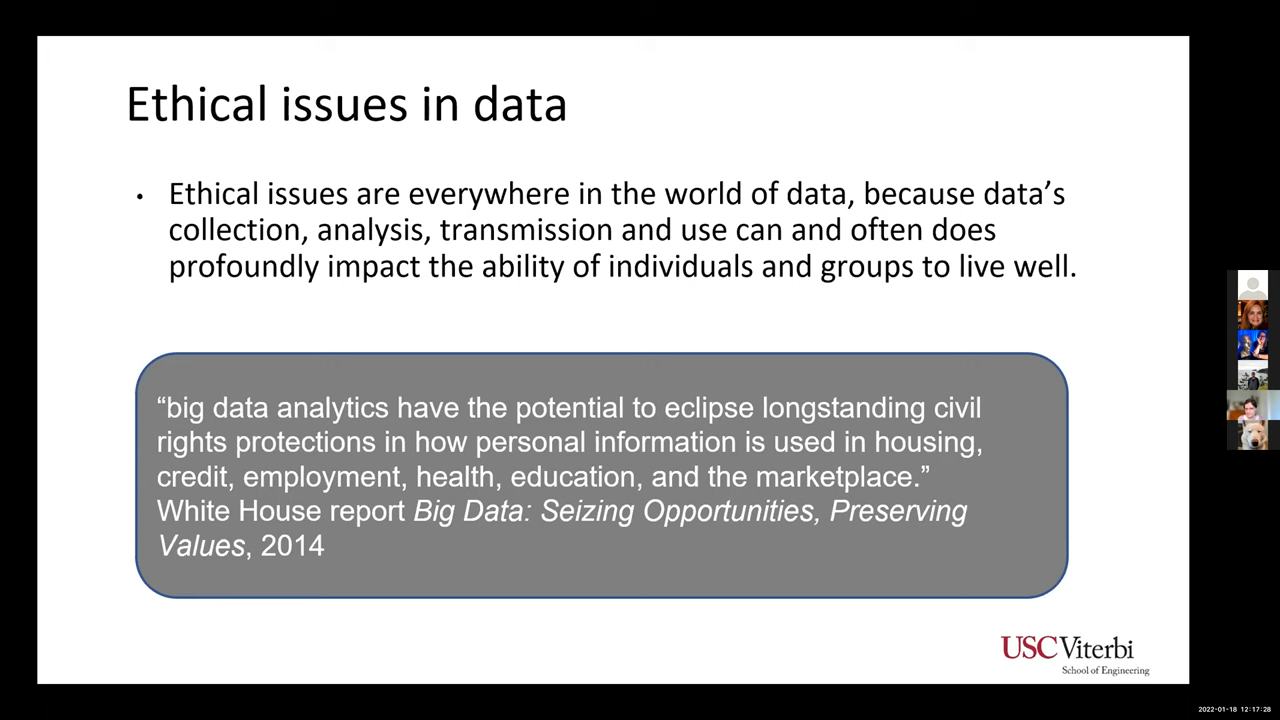 Ethical issues in data
• Ethical issues are everywhere in the world of data, because data’s
collection, analysis, transmission and use can and often does
profoundly impact the ability of individuals and groups to live well.
“big data analytics have the potential to eclipse longstanding civil
rights protections in how personal information is used in housing,
credit, employment, health, education, and the marketplace.”
White House report Big Data: Seizing Opportunities, Preserving
Values, 2014
USC Viterbi
School of Engineering
2022-01-18 12:17:28